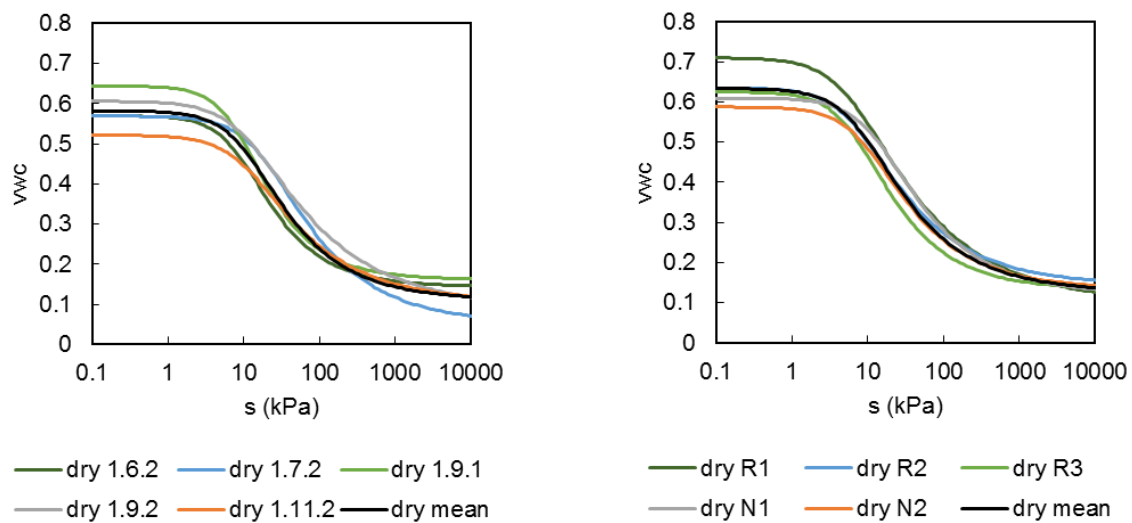 0.8
0.7
0.6
0.5
0.4
0.3
0.2
0.1
0
vwc
0.1 1 10 100 1000 10000
s (kPa)
dry 1.6.2 dry 1.7.2 dry 1.9.1
dry 1.9.2 dry 1.11.2 dry mean
0.8
0.7
0.6
0.5
0.4
0.3
0.2
0.1
0
vwc
0.1 1 10 100 1000 10000
s (kPa)
dry R1 dry R2 dry R3
dry N1 dry N2 dry mean